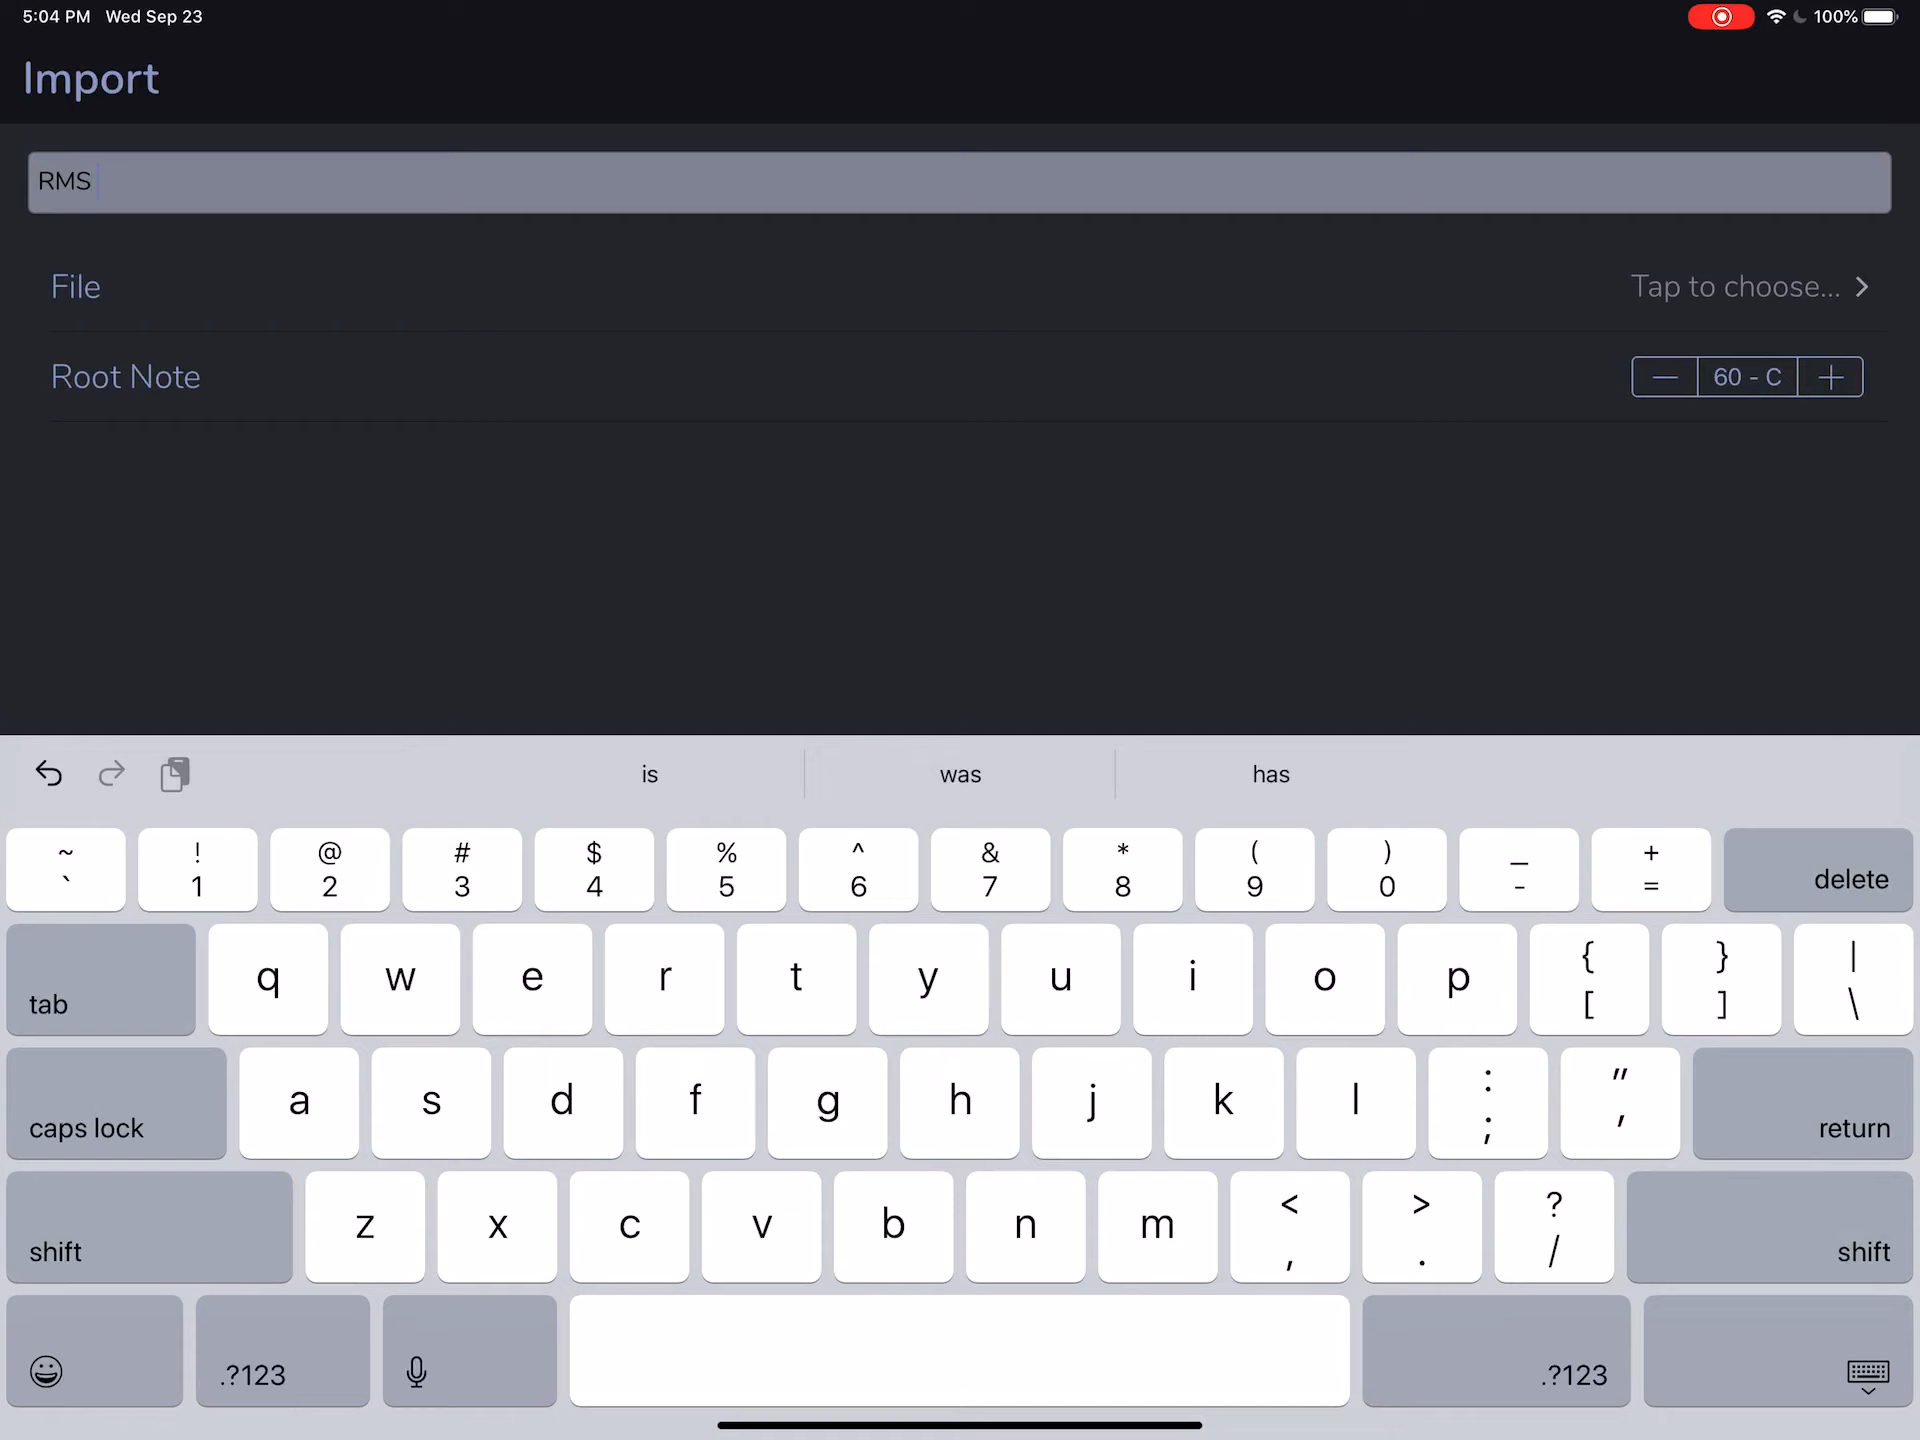 5:04 PM Wed Sep 23 100%
Import
RMS
File Tap to choose... >
Root Note — 60 - C +
is was has
~ ! @ # $ % ^ & * ( ) _ +
` 1 2 3 4 5 6 7 8 9 0 - = delete
tab q w e r t y u i o p { [ } ] | \
caps lock a s d f g h j k l : ; " ' return
shift z x c v b n m < , > . ? / shift
.?123 .?123